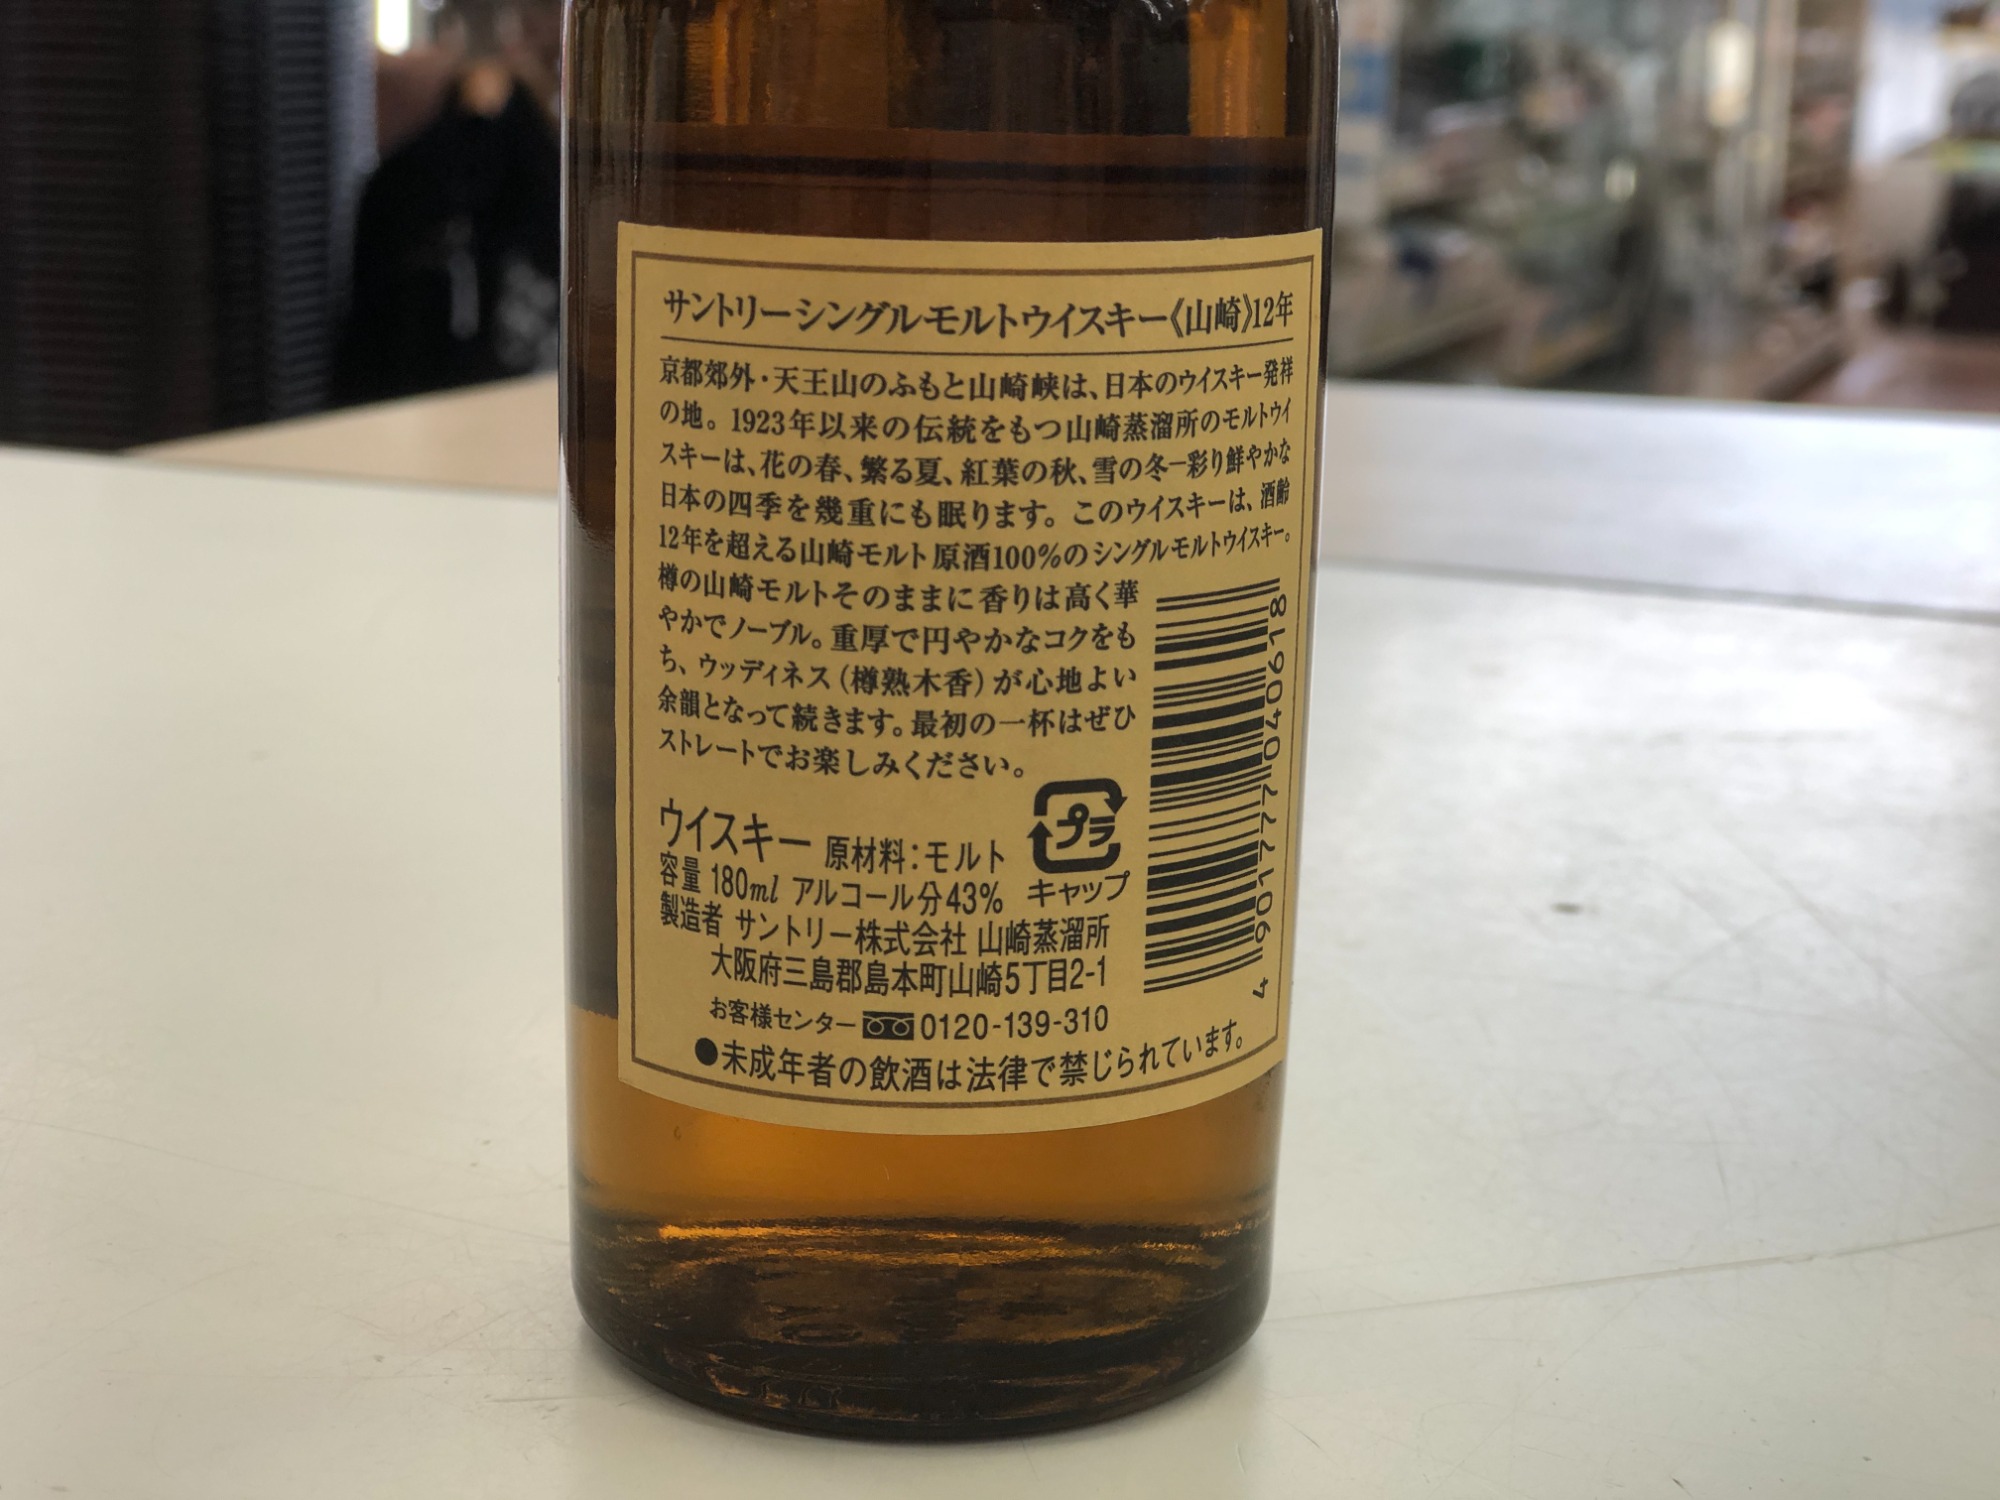 サントリーシングルモルトウイスキー《山崎》12年
京都郊外・天王山のふもと山崎峡は、日本のウイスキー発祥
の地。1923年以来の伝統をもつ山崎蒸溜所のモルトウイ
スキーは、花の春、繁る夏、紅葉の秋、雪の冬―彩り鮮やかな
日本の四季を幾重にも眠ります。このウイスキーは、酒齢
12年を超える山崎モルト原酒100%のシングルモルトウイスキー。
樽の山崎モルトそのままに香りは高く華
やかでノーブル。重厚で円やかなコクをも
ち、ウッディネス（樽熟木香）が心地よい
余韻となって続きます。最初の一杯はぜひ
ストレートでお楽しみください。
ウイスキー 原材料：モルト
プラ
キャップ
容量 180ml アルコール分43%
製造者 サントリー株式会社 山崎蒸溜所
大阪府三島郡島本町山崎5丁目2-1
お客様センター 0120-139-310
●未成年者の飲酒は法律で禁じられています。
4 901777040918